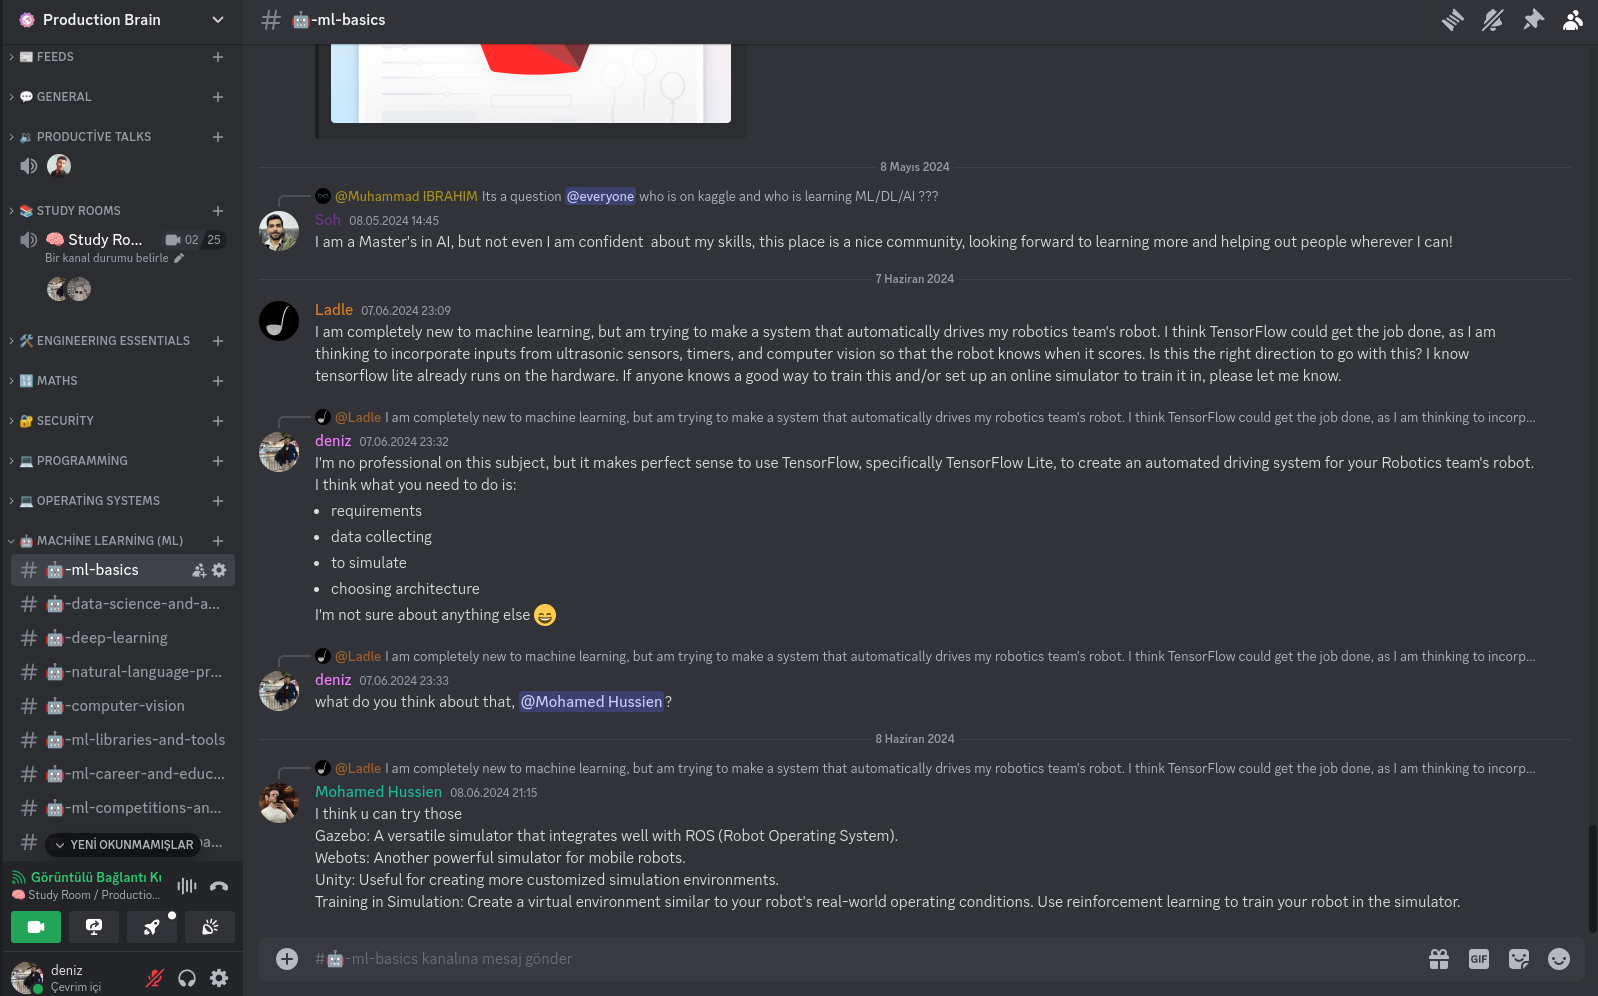 Production Brain
FEEDS
GENERAL
PRODUCTİVE TALKS
STUDY ROOMS
Study Ro...
02 25
Bir kanal durumu belirle
ENGINEERING ESSENTIALS
MATHS
SECURİTY
PROGRAMMİNG
OPERATİNG SYSTEMS
MACHİNE LEARNİNG (ML)
-ml-basics
-data-science-and-a...
-deep-learning
-natural-language-pr...
-computer-vision
-ml-libraries-and-tools
-ml-career-and-educ...
-ml-competitions-an...
YENİ OKUNMAMIŞLAR
Görüntülü Bağlantı Kı
Study Room / Productio...
deniz
Çevrim içi
-ml-basics
8 Mayıs 2024
@Muhammad IBRAHIM Its a question @everyone who is on kaggle and who is learning ML/DL/AI ???
Soh 08.05.2024 14:45
I am a Master's in AI, but not even I am confident about my skills, this place is a nice community, looking forward to learning more and helping out people wherever I can!
7 Haziran 2024
Ladle 07.06.2024 23:09
I am completely new to machine learning, but am trying to make a system that automatically drives my robotics team's robot. I think TensorFlow could get the job done, as I am
thinking to incorporate inputs from ultrasonic sensors, timers, and computer vision so that the robot knows when it scores. Is this the right direction to go with this? I know
tensorflow lite already runs on the hardware. If anyone knows a good way to train this and/or set up an online simulator to train it in, please let me know.
@Ladle I am completely new to machine learning, but am trying to make a system that automatically drives my robotics team's robot. I think TensorFlow could get the job done, as I am thinking to incorp...
deniz 07.06.2024 23:32
I'm no professional on this subject, but it makes perfect sense to use TensorFlow, specifically TensorFlow Lite, to create an automated driving system for your Robotics team's robot.
I think what you need to do is:
• requirements
• data collecting
• to simulate
• choosing architecture
I'm not sure about anything else 😄
@Ladle I am completely new to machine learning, but am trying to make a system that automatically drives my robotics team's robot. I think TensorFlow could get the job done, as I am thinking to incorp...
deniz 07.06.2024 23:33
what do you think about that, @Mohamed Hussien ?
8 Haziran 2024
@Ladle I am completely new to machine learning, but am trying to make a system that automatically drives my robotics team's robot. I think TensorFlow could get the job done, as I am thinking to incorp...
Mohamed Hussien 08.06.2024 21:15
I think u can try those
Gazebo: A versatile simulator that integrates well with ROS (Robot Operating System).
Webots: Another powerful simulator for mobile robots.
Unity: Useful for creating more customized simulation environments.
Training in Simulation: Create a virtual environment similar to your robot's real-world operating conditions. Use reinforcement learning to train your robot in the simulator.
#🤖-ml-basics kanalına mesaj gönder
GIF